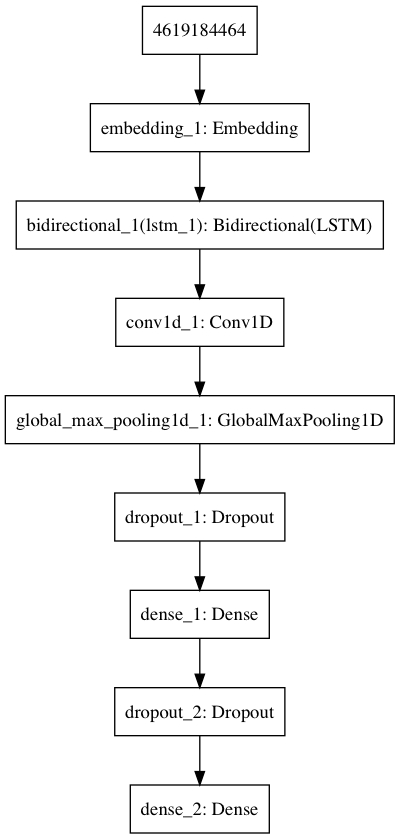 4619184464
embedding_1: Embedding
bidirectional_1(lstm_1): Bidirectional(LSTM)
conv1d_1: Conv1D
global_max_pooling1d_1: GlobalMaxPooling1D
dropout_1: Dropout
dense_1: Dense
dropout_2: Dropout
dense_2: Dense